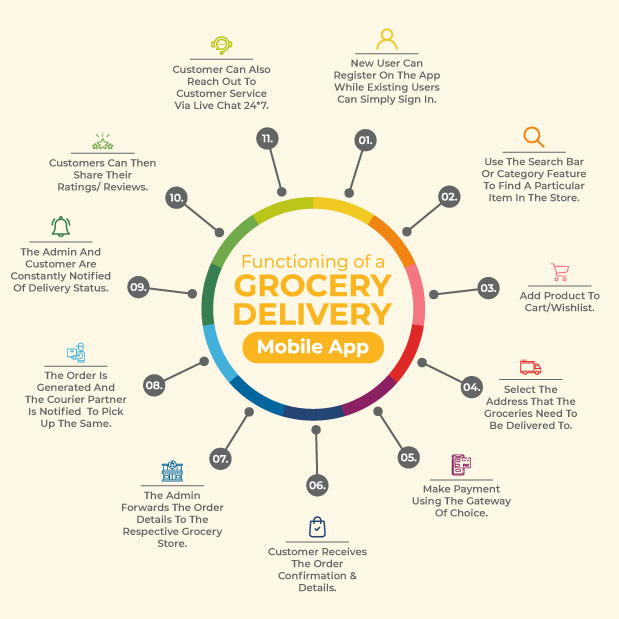 Functioning of a
GROCERY
DELIVERY
Mobile App
01.
New User Can
Register On The App
While Existing Users
Can Simply Sign In.
02.
Use The Search Bar
Or Category Feature
To Find A Particular
Item In The Store.
03.
Add Product To
Cart/Wishlist.
04.
Select The
Address That The
Groceries Need To
Be Delivered To.
05.
Make Payment
Using The Gateway
Of Choice.
06.
Customer Receives
The Order
Confirmation &
Details.
07.
The Admin
Forwards The Order
Details To The
Respective Grocery
Store.
08.
The Order Is
Generated And
The Courier Partner
Is Notified To Pick
Up The Same.
09.
The Admin And
Customer Are
Constantly Notified
Of Delivery Status.
10.
Customers Can Then
Share Their
Ratings/ Reviews.
11.
Customer Can Also
Reach Out To
Customer Service
Via Live Chat 24*7.